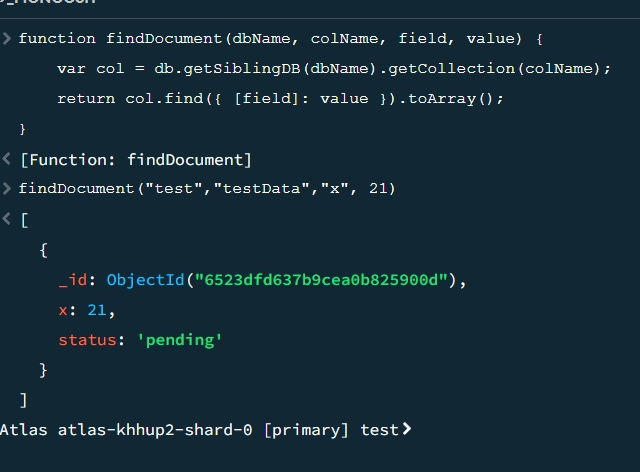 > function findDocument(dbName, colName, field, value) {
var col = db.getSiblingDB(dbName).getCollection(colName);
return col.find({ [field]: value }).toArray();
}
< [Function: findDocument]
> findDocument("test","testData","x", 21)
< [
{
_id: ObjectId("6523dfd637b9cea0b825900d"),
x: 21,
status: 'pending'
}
]
Atlas atlas-khhup2-shard-0 [primary] test>